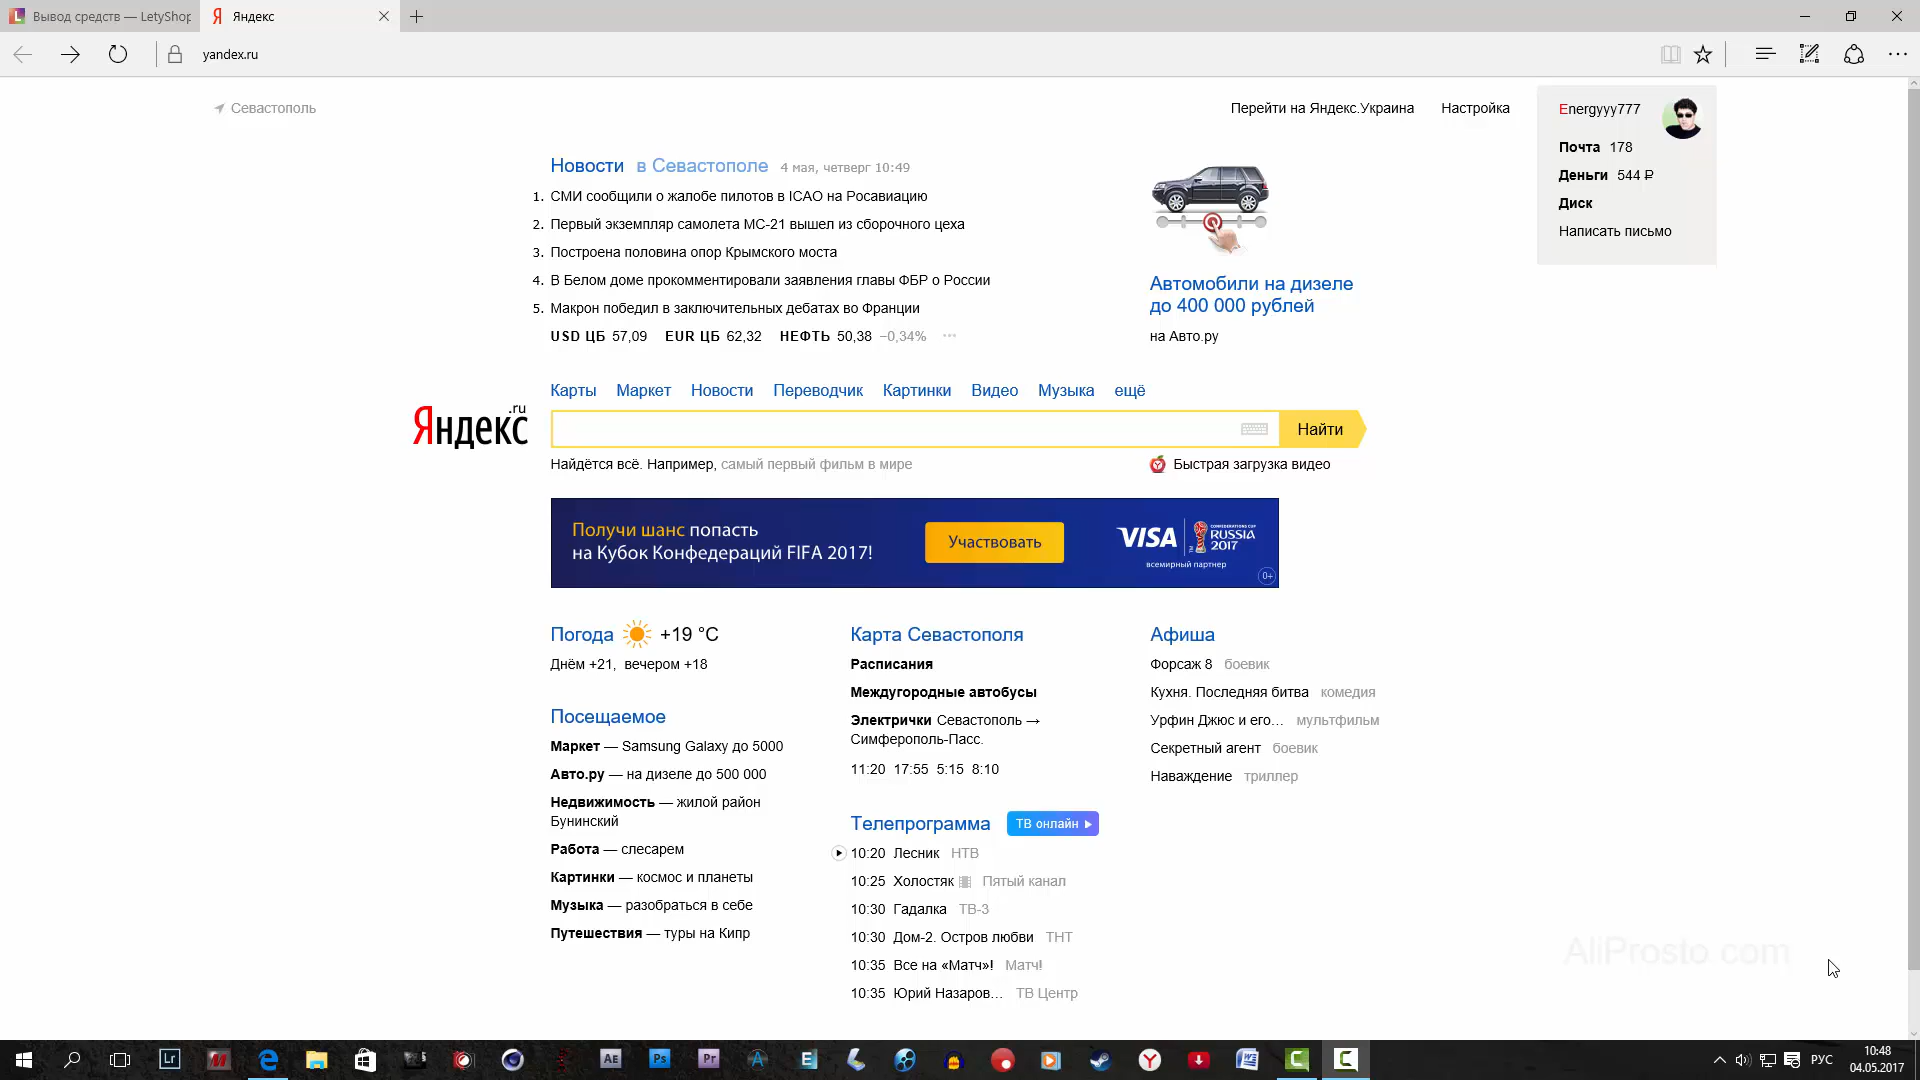 Вывод средств — LetyShop
Яндекс
yandex.ru
Севастополь
Перейти на Яндекс.Украина
Настройка
Energyyy777
Почта 178
Деньги 544 ₽
Диск
Написать письмо
Новости в Севастополе 4 мая, четверг 10:49
1. СМИ сообщили о жалобе пилотов в ICAO на Росавиацию
2. Первый экземпляр самолета МС-21 вышел из сборочного цеха
3. Построена половина опор Крымского моста
4. В Белом доме прокомментировали заявления главы ФБР о России
5. Макрон победил в заключительных дебатах во Франции
USD ЦБ 57,09 EUR ЦБ 62,32 НЕФТЬ 50,38 −0,34% ···
Автомобили на дизеле
до 400 000 рублей
на Авто.ру
Карты Маркет Новости Переводчик Картинки Видео Музыка ещё
Яндекс .ru
Найти
Найдётся всё. Например, самый первый фильм в мире
Быстрая загрузка видео
Получи шанс попасть
на Кубок Конфедераций FIFA 2017!
Участвовать
VISA
всемирный партнер
CONFEDERATIONS CUP
RUSSIA
2017
0+
Погода +19 °C
Днём +21, вечером +18
Посещаемое
Маркет — Samsung Galaxy до 5000
Авто.ру — на дизеле до 500 000
Недвижимость — жилой район
Бунинский
Работа — слесарем
Картинки — космос и планеты
Музыка — разобраться в себе
Путешествия — туры на Кипр
Карта Севастополя
Расписания
Междугородные автобусы
Электрички Севастополь →
Симферополь-Пасс.
11:20 17:55 5:15 8:10
Телепрограмма
ТВ онлайн
10:20 Лесник НТВ
10:25 Холостяк Пятый канал
10:30 Гадалка ТВ-3
10:30 Дом-2. Остров любви ТНТ
10:35 Все на «Матч»! Матч!
10:35 Юрий Назаров… ТВ Центр
Афиша
Форсаж 8 боевик
Кухня. Последняя битва комедия
Урфин Джюс и его… мультфильм
Секретный агент боевик
Наваждение триллер
AliProsto.com
Lr
Ae
Ps
Pr
РУС
10:48
04.05.2017